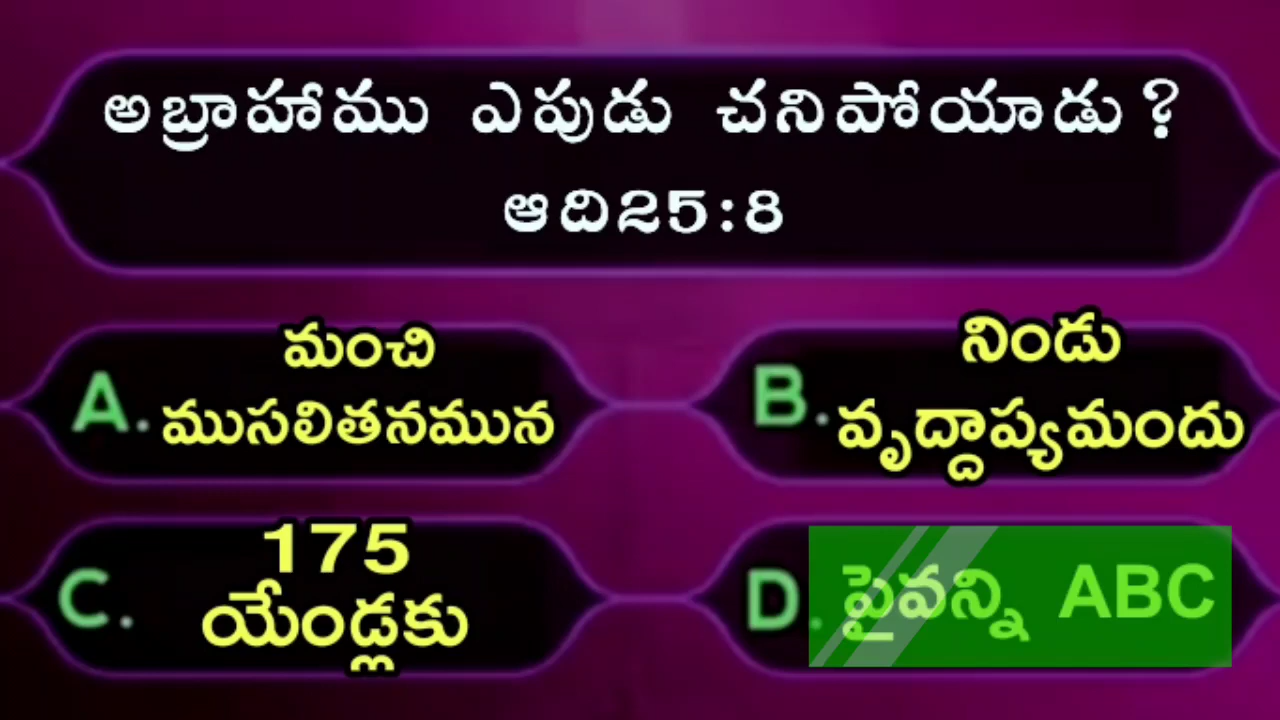 అబ్రాహాము ఎపుడు చనిపోయాడు?
ఆది25:8
A. మంచి
ముసలితనమున
B. నిండు
వృద్దాప్యమందు
C. 175
యేండ్లకు
D. పైవన్ని ABC